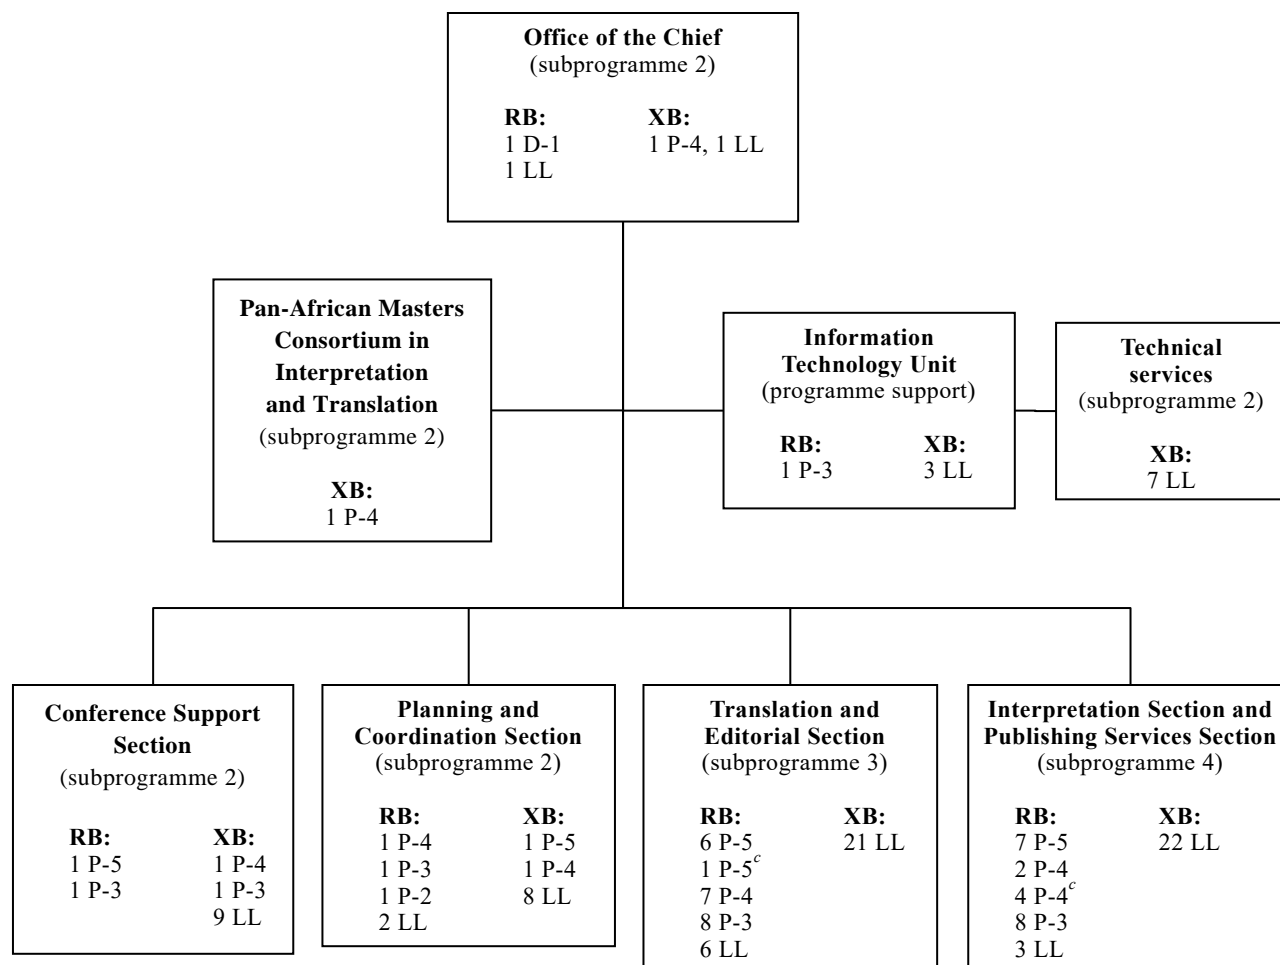 Office of the Chief
(subprogramme 2)
RB: XB:
1 D-1 1 P-4, 1 LL
1 LL
Pan-African Masters
Consortium in
Interpretation
and Translation
(subprogramme 2)
XB:
1 P-4
Information
Technology Unit
(programme support)
RB: XB:
1 P-3 3 LL
Technical
services
(subprogramme 2)
XB:
7 LL
Conference Support
Section
(subprogramme 2)
RB: XB:
1 P-5 1 P-4
1 P-3 1 P-3
9 LL
Planning and
Coordination Section
(subprogramme 2)
RB: XB:
1 P-4 1 P-5
1 P-3 1 P-4
1 P-2 8 LL
2 LL
Translation and
Editorial Section
(subprogramme 3)
RB: XB:
6 P-5 21 LL
1 P-5c
7 P-4
8 P-3
6 LL
Interpretation Section and
Publishing Services Section
(subprogramme 4)
RB: XB:
7 P-5 22 LL
2 P-4
4 P-4c
8 P-3
3 LL